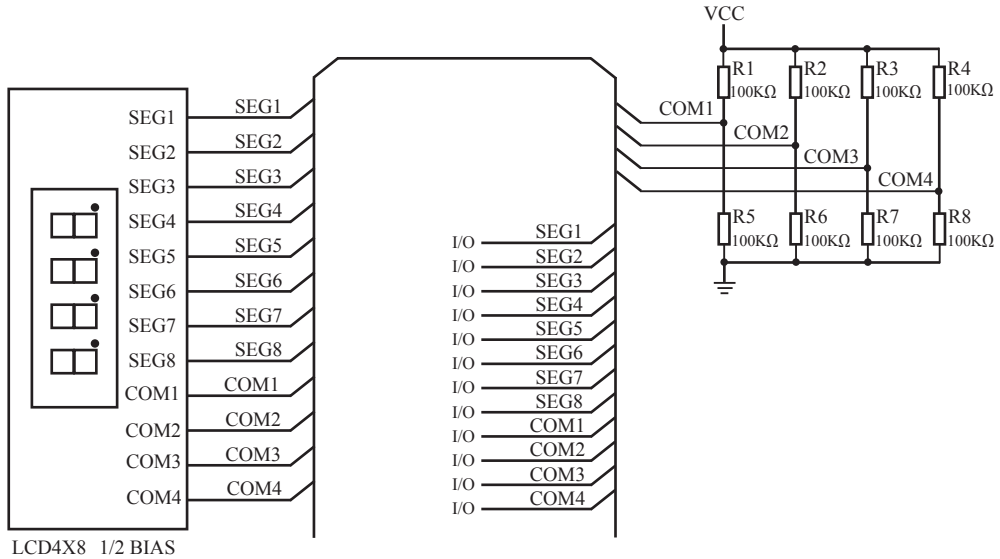 VCC
R1 R2 R3 R4
100KΩ 100KΩ 100KΩ 100KΩ
COM1
COM2
COM3
COM4
R5 R6 R7 R8
100KΩ 100KΩ 100KΩ 100KΩ
SEG1 SEG1
SEG2 SEG2
SEG3 SEG3
SEG4 SEG4
SEG5 SEG5
SEG6 SEG6
SEG7 SEG7
SEG8 SEG8
COM1 COM1
COM2 COM2
COM3 COM3
COM4 COM4
I/O SEG1
I/O SEG2
I/O SEG3
I/O SEG4
I/O SEG5
I/O SEG6
I/O SEG7
I/O SEG8
I/O COM1
I/O COM2
I/O COM3
I/O COM4
LCD4X8 1/2 BIAS